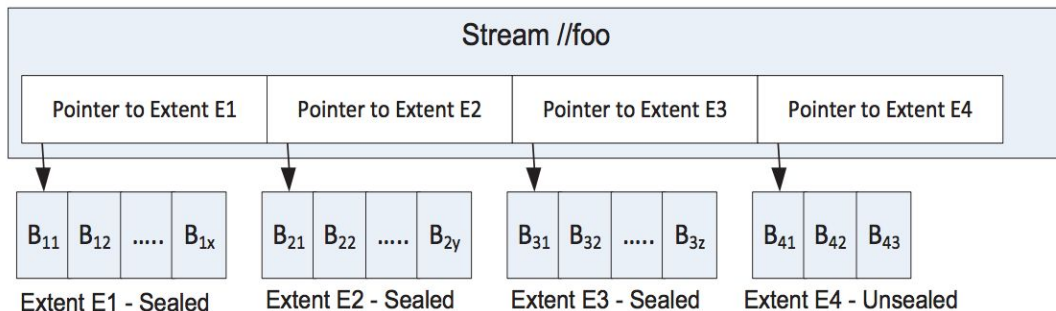 Stream //foo
Pointer to Extent E1 Pointer to Extent E2 Pointer to Extent E3 Pointer to Extent E4
B11 B12 ..... B1x B21 B22 ..... B2y B31 B32 ..... B3z B41 B42 B43
Extent E1 - Sealed Extent E2 - Sealed Extent E3 - Sealed Extent E4 - Unsealed